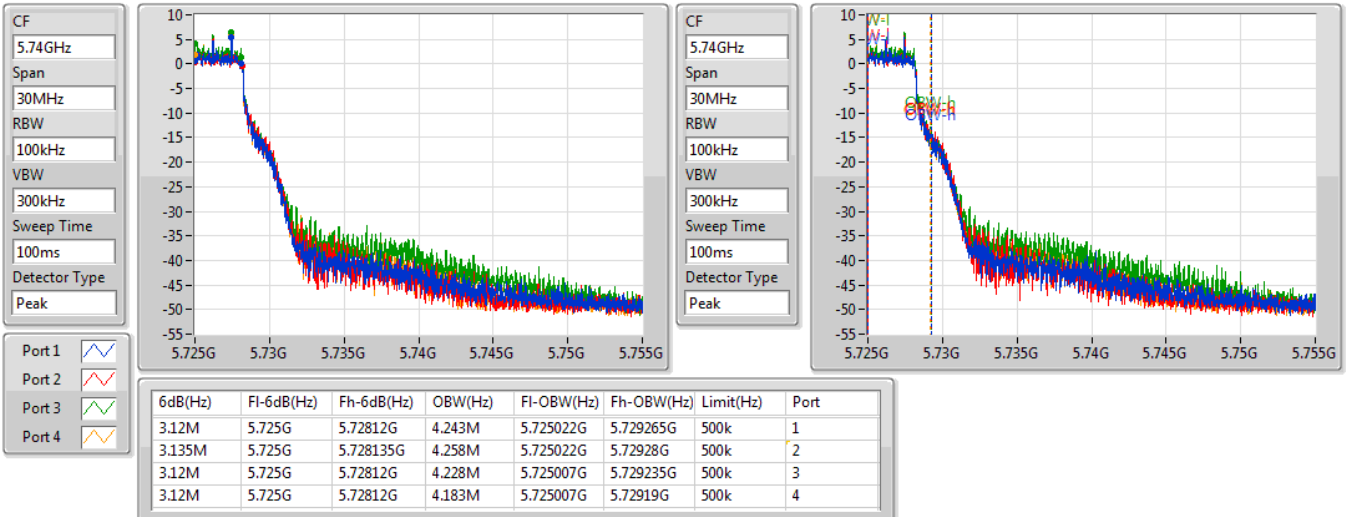 CF
5.74GHz
Span
30MHz
RBW
100kHz
VBW
300kHz
Sweep Time
100ms
Detector Type
Peak
10
5
0
-5
-10
-15
-20
-25
-30
-35
-40
-45
-50
-55
5.725G 5.73G 5.735G 5.74G 5.745G 5.75G 5.755G
CF
5.74GHz
Span
30MHz
RBW
100kHz
VBW
300kHz
Sweep Time
100ms
Detector Type
Peak
10
5
0
-5
-10
-15
-20
-25
-30
-35
-40
-45
-50
-55
W-l
W-l
OBW-h
OBW-h
5.725G 5.73G 5.735G 5.74G 5.745G 5.75G 5.755G
Port 1
Port 2
Port 3
Port 4
6dB(Hz) Fl-6dB(Hz) Fh-6dB(Hz) OBW(Hz) Fl-OBW(Hz) Fh-OBW(Hz) Limit(Hz) Port
3.12M 5.725G 5.72812G 4.243M 5.725022G 5.729265G 500k 1
3.135M 5.725G 5.728135G 4.258M 5.725022G 5.72928G 500k 2
3.12M 5.725G 5.72812G 4.228M 5.725007G 5.729235G 500k 3
3.12M 5.725G 5.72812G 4.183M 5.725007G 5.72919G 500k 4